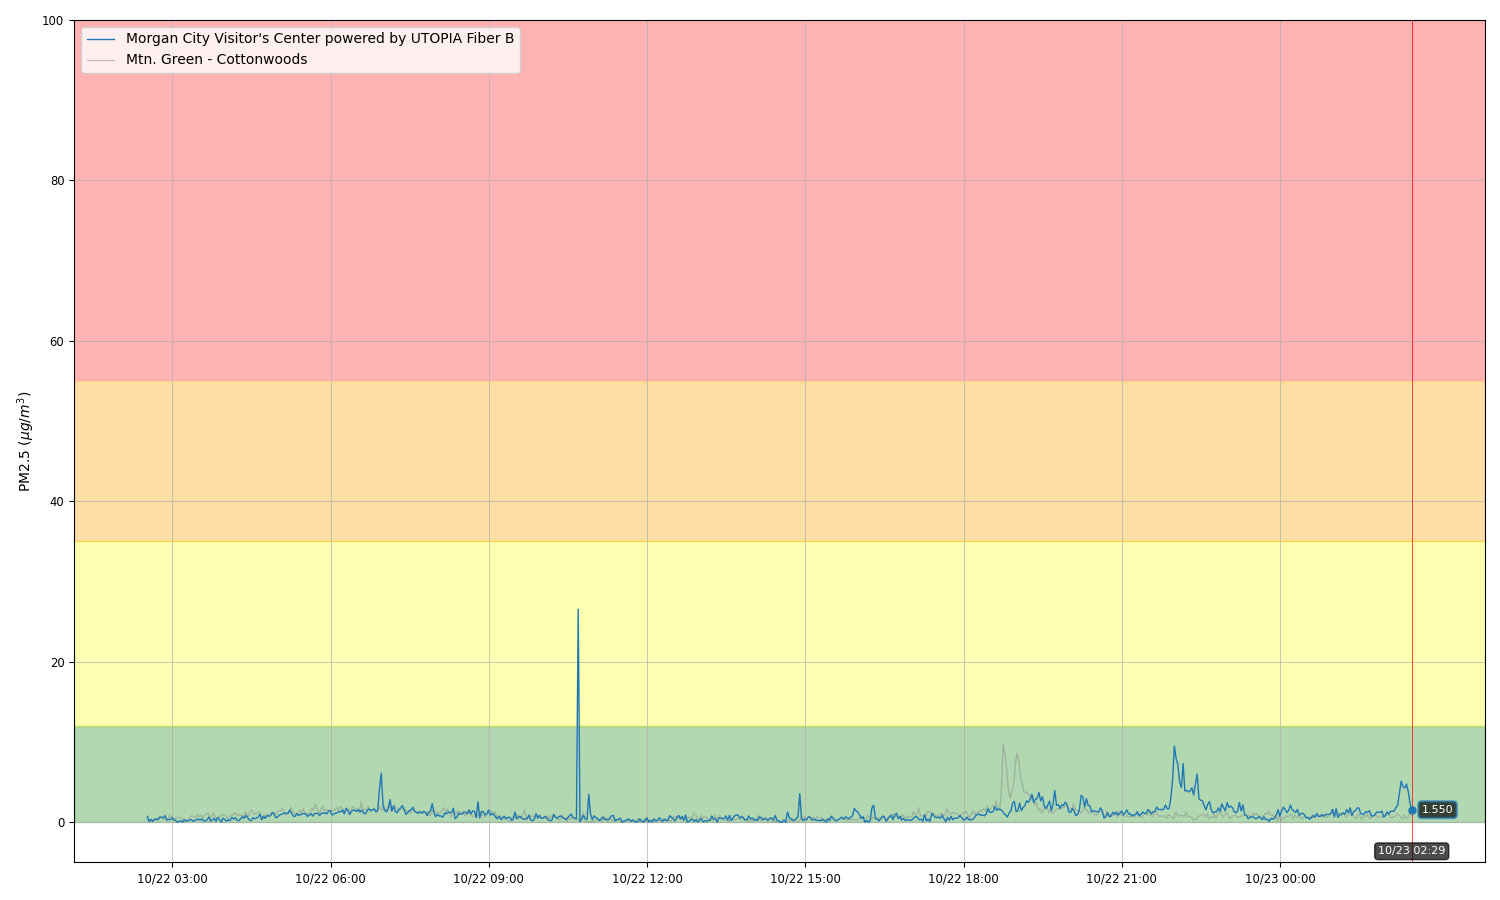 100
80
60
40
20
0
PM2.5 (μg/m³)
Morgan City Visitor's Center powered by UTOPIA Fiber B
Mtn. Green - Cottonwoods
1.550
10/23 02:29
10/22 03:00 10/22 06:00 10/22 09:00 10/22 12:00 10/22 15:00 10/22 18:00 10/22 21:00 10/23 00:00